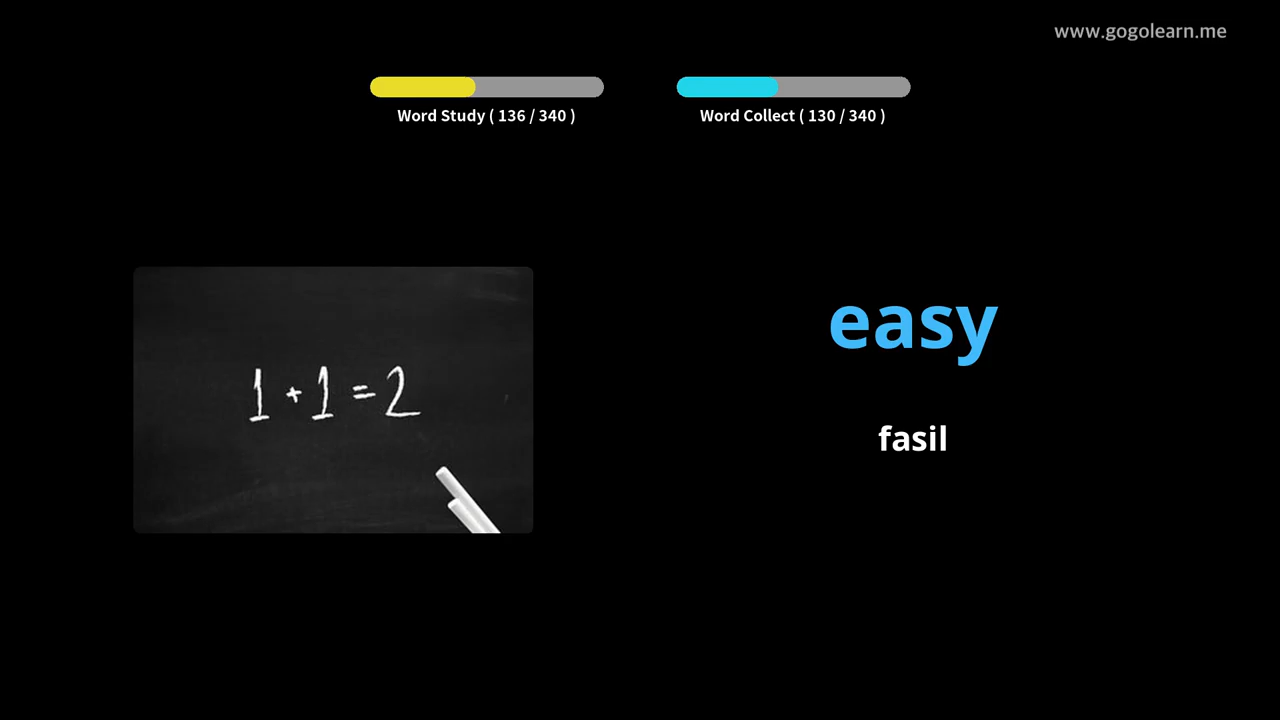 www.gogolearn.me
Word Study ( 136 / 340 )
Word Collect ( 130 / 340 )
1 + 1 = 2
easy
fasil